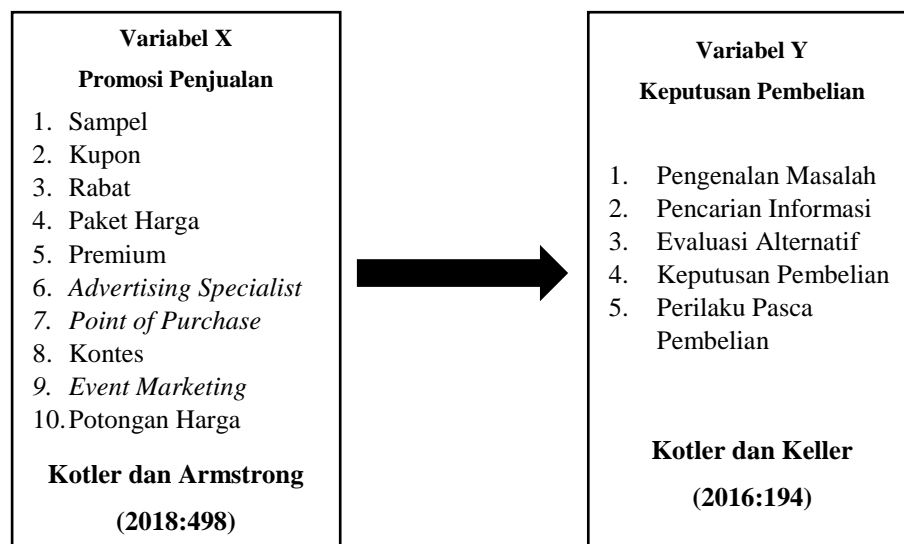 Variabel X
Promosi Penjualan
1. Sampel
2. Kupon
3. Rabat
4. Paket Harga
5. Premium
6. Advertising Specialist
7. Point of Purchase
8. Kontes
9. Event Marketing
10. Potongan Harga
Kotler dan Armstrong
(2018:498)
Variabel Y
Keputusan Pembelian
1. Pengenalan Masalah
2. Pencarian Informasi
3. Evaluasi Alternatif
4. Keputusan Pembelian
5. Perilaku Pasca
Pembelian
Kotler dan Keller
(2016:194)